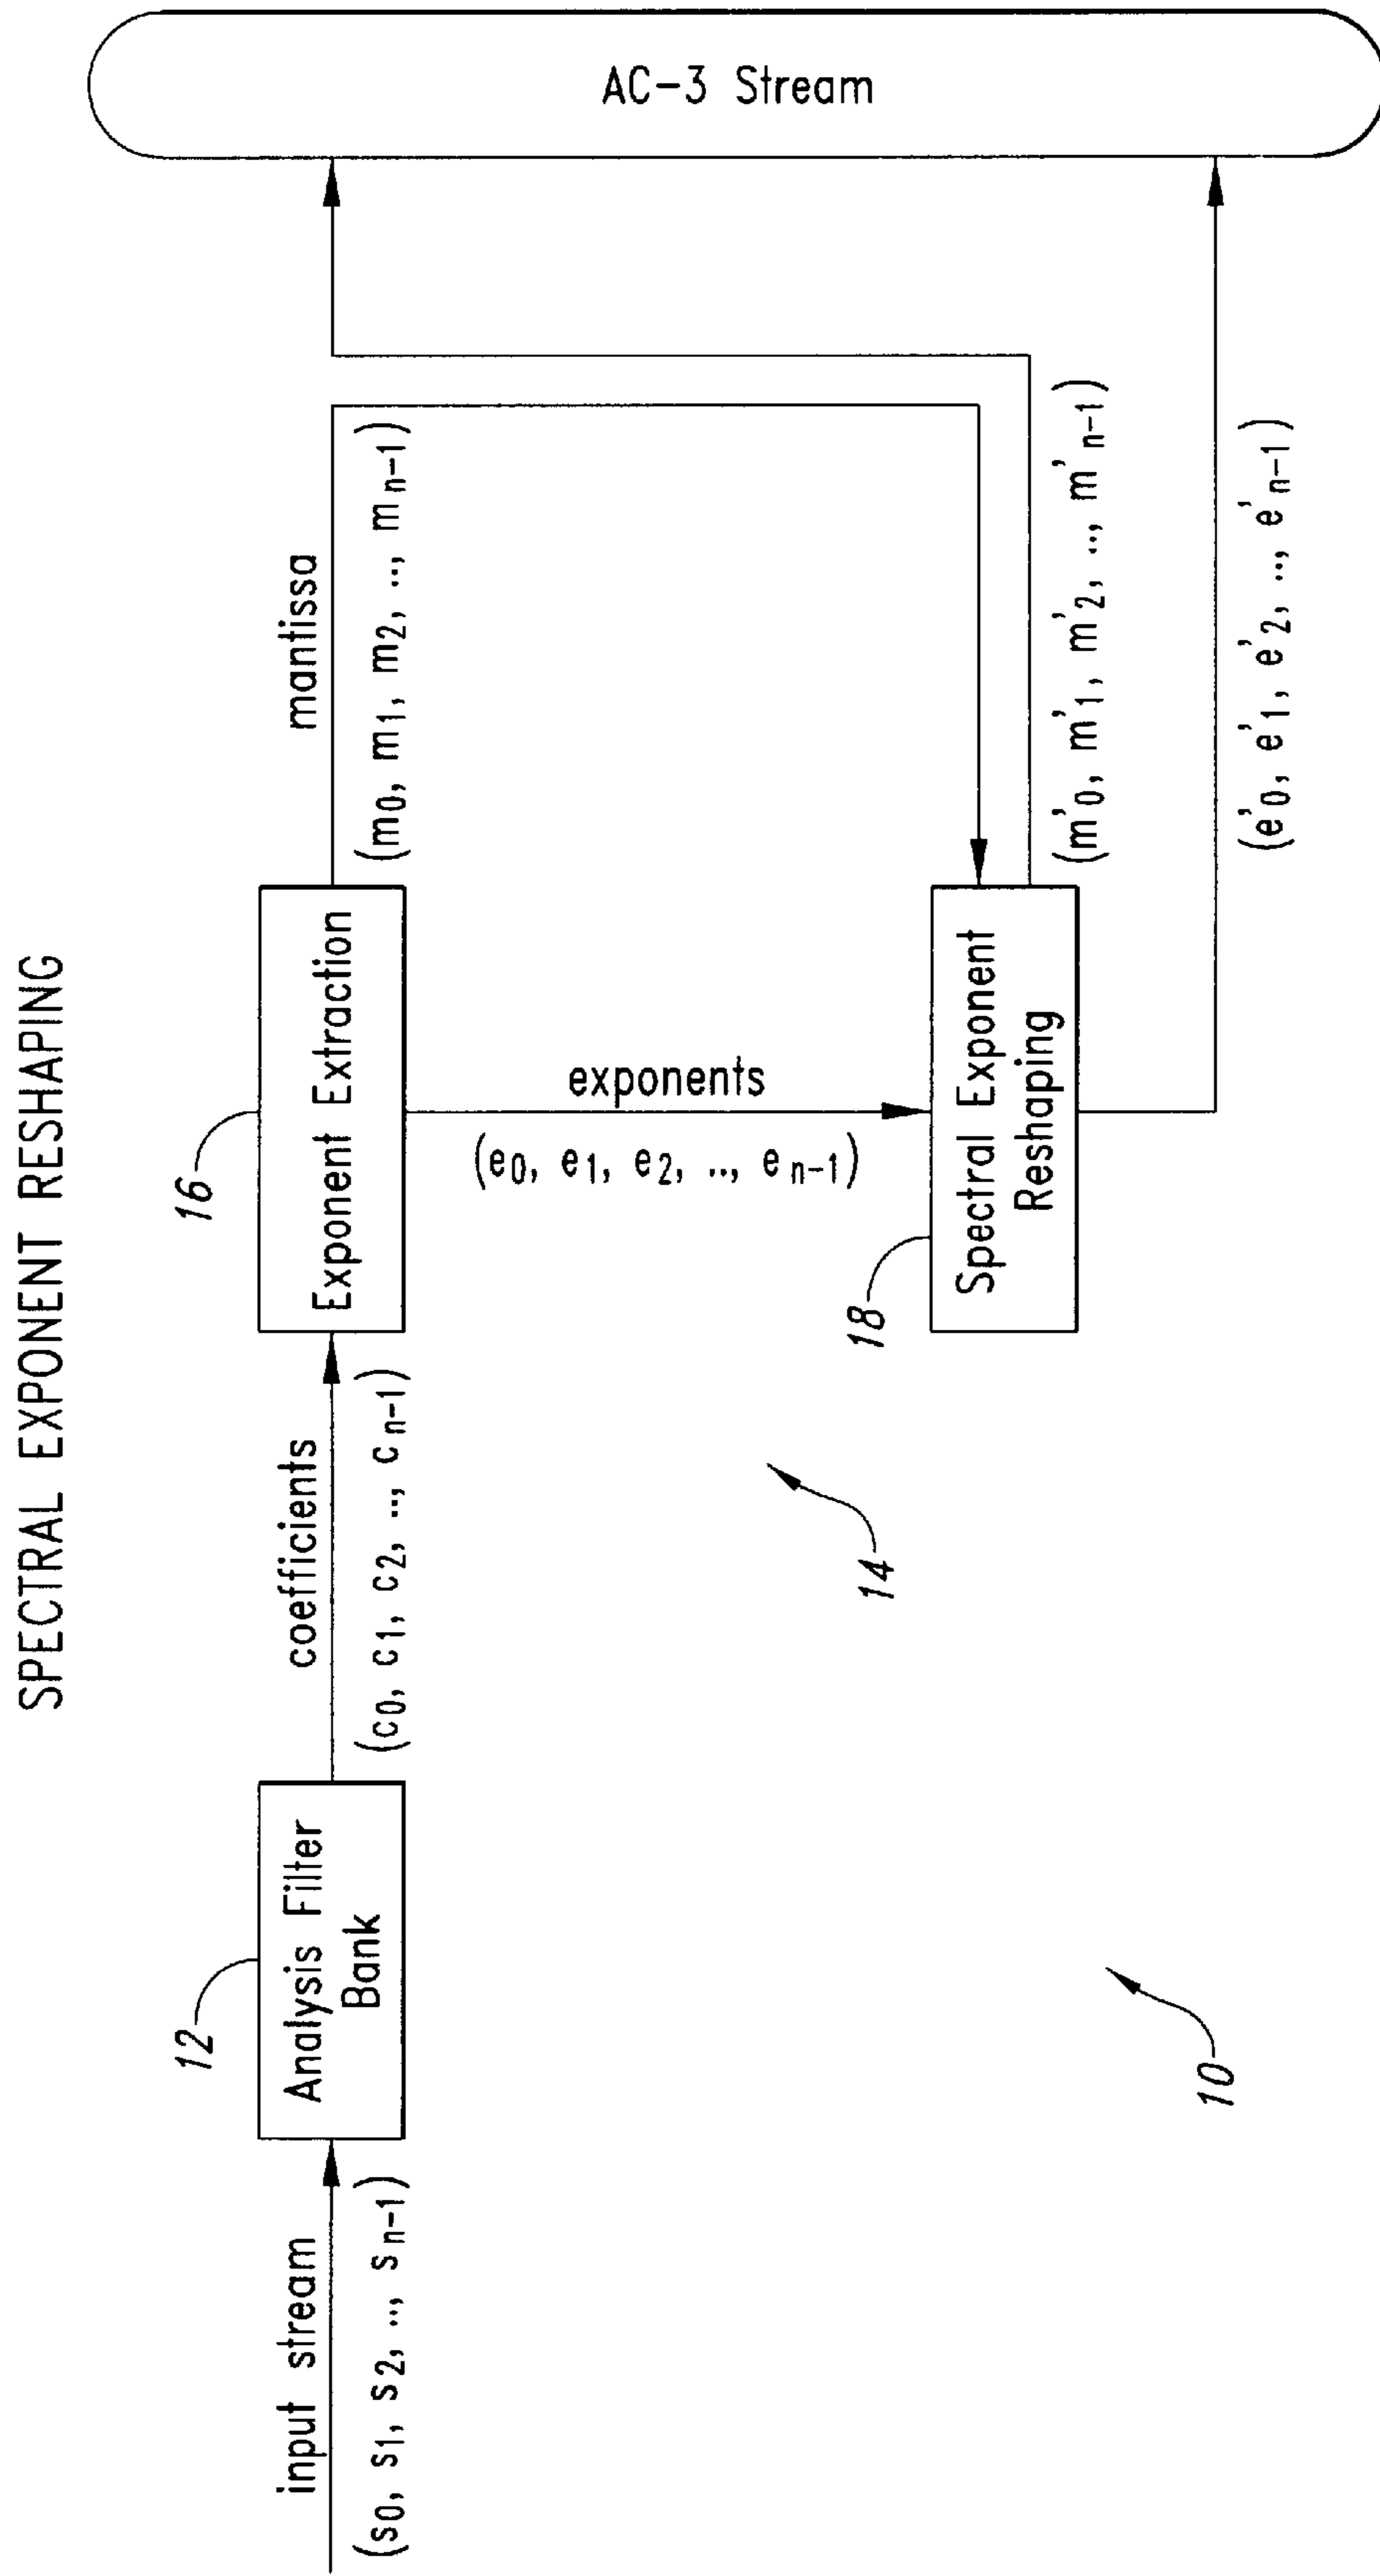 SPECTRAL EXPONENT RESHAPING
input stream
(s0, s1, s2, .., sn-1)
12
Analysis Filter
Bank
coefficients
(c0, c1, c2, .., cn-1)
16
Exponent Extraction
mantissa
(m0, m1, m2, .., mn-1)
exponents
(e0, e1, e2, .., en-1)
18
Spectral Exponent
Reshaping
(m'0, m'1, m'2, .., m'n-1)
(e'0, e'1, e'2, .., e'n-1)
AC-3 Stream
14
10